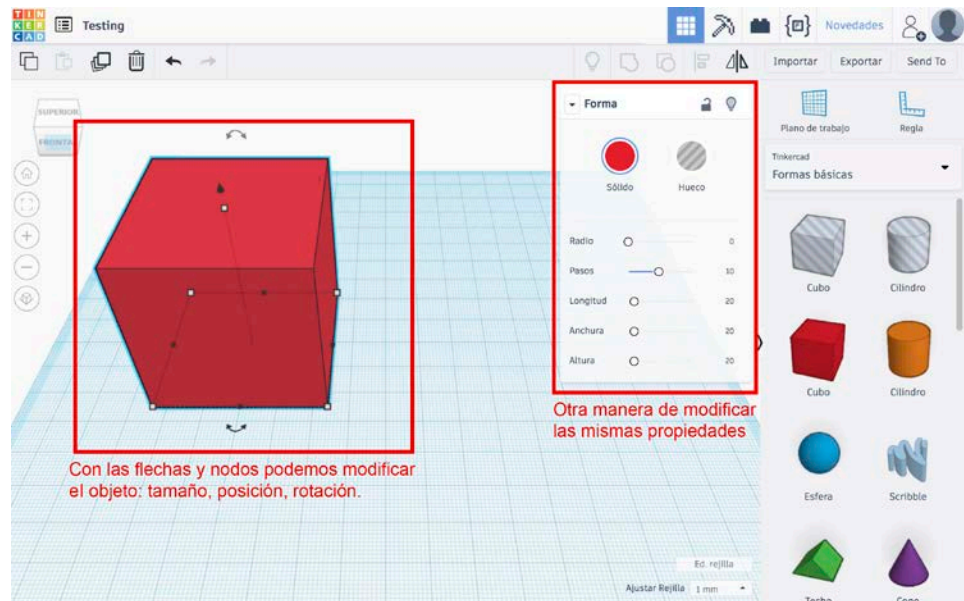 TIN
KER
CAD
Testing
Novedades
Importar
Exportar
Send To
SUPERIOR
FRONTAL
Forma
Sólido
Hueco
Radio 0
Pasos 10
Longitud 20
Anchura 20
Altura 20
Plano de trabajo
Regla
Tinkercad
Formas básicas
Cubo
Cilindro
Cubo
Cilindro
Esfera
Scribble
Techo
Cono
Otra manera de modificar
las mismas propiedades
Con las flechas y nodos podemos modificar
el objeto: tamaño, posición, rotación.
Ed. rejilla
Ajustar Rejilla 1 mm